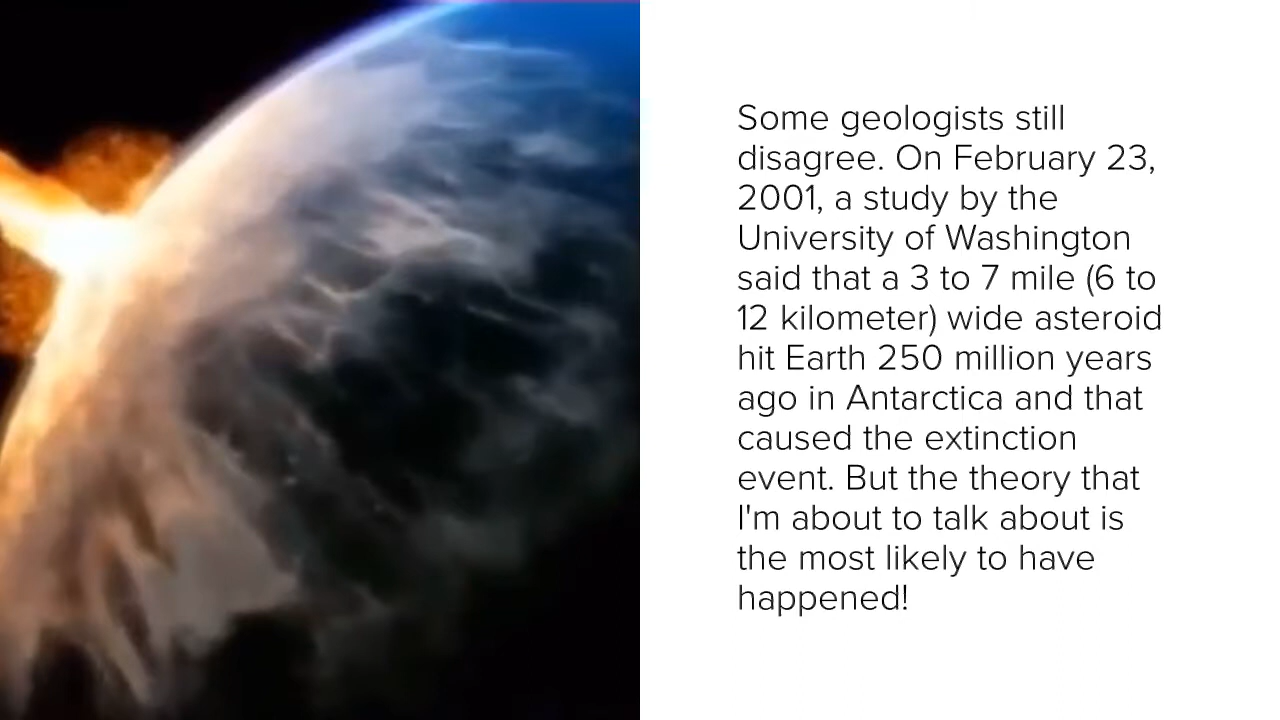 Some geologists still
disagree. On February 23,
2001, a study by the
University of Washington
said that a 3 to 7 mile (6 to
12 kilometer) wide asteroid
hit Earth 250 million years
ago in Antarctica and that
caused the extinction
event. But the theory that
I'm about to talk about is
the most likely to have
happened!